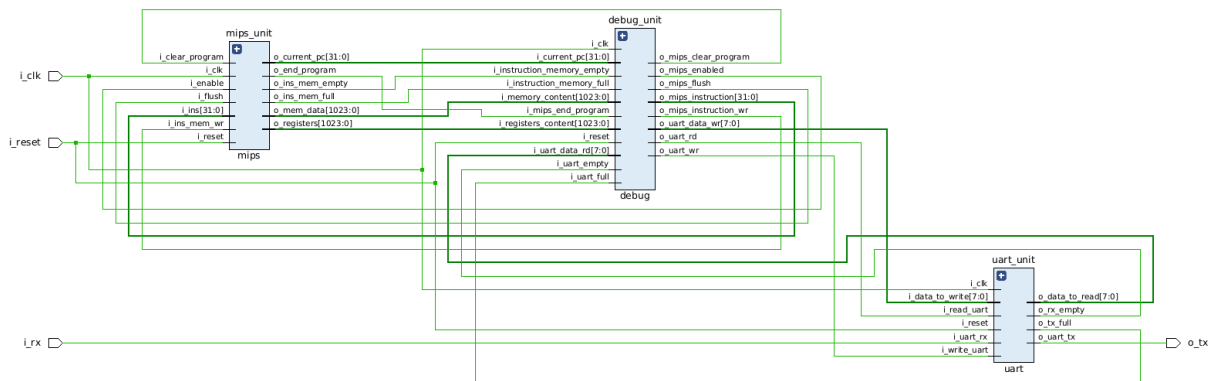 debug_unit
mips_unit
i_clk
i_clear_program
o_current_pc[31:0]
i_current_pc[31:0]
o_mips_clear_program
i_clk
i_clk
o_end_program
i_instruction_memory_empty
o_mips_enabled
i_enable
o_ins_mem_empty
i_instruction_memory_full
o_mips_flush
i_flush
o_ins_mem_full
i_memory_content[1023:0]
o_mips_instruction[31:0]
i_ins[31:0]
o_mem_data[1023:0]
i_mips_end_program
o_mips_instruction_wr
i_ins_mem_wr
o_registers[1023:0]
i_registers_content[1023:0]
o_uart_data_wr[7:0]
i_reset
i_reset
i_reset
o_uart_rd
mips
i_uart_data_rd[7:0]
o_uart_wr
i_uart_empty
i_uart_full
debug
uart_unit
i_clk
i_data_to_write[7:0]
o_data_to_read[7:0]
i_read_uart
o_rx_empty
i_reset
o_tx_full
i_rx
i_uart_rx
o_uart_tx
o_tx
i_write_uart
uart